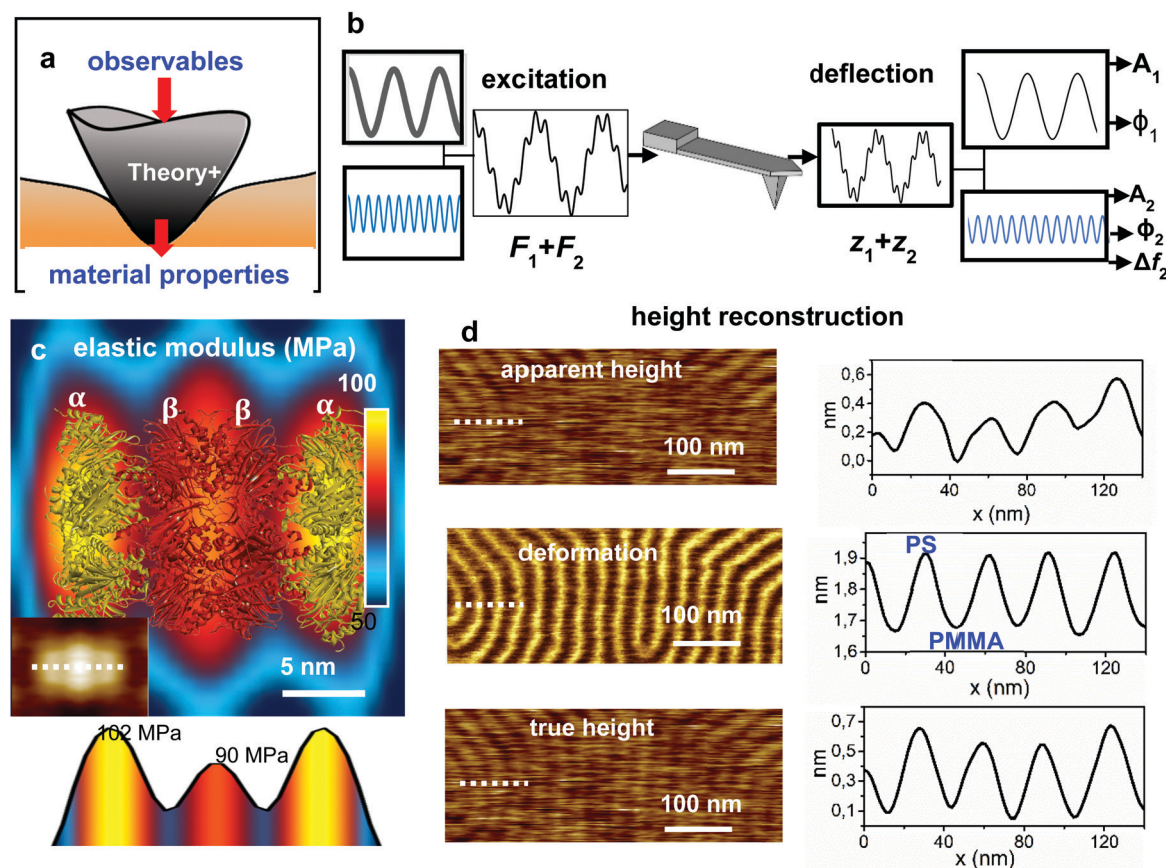 a
observables
Theory+
material properties
b
excitation
F1+F2
deflection
z1+z2
A1
ϕ1
A2
ϕ2
Δf2
c
elastic modulus (MPa)
100
α
β
β
α
50
5 nm
102 MPa
90 MPa
height reconstruction
d
apparent height
100 nm
nm
0,6
0,4
0,2
0,0
0
40
80
120
x (nm)
deformation
100 nm
nm
1,9
1,8
1,7
1,6
PS
PMMA
0
40
80
120
x (nm)
true height
100 nm
nm
0,7
0,5
0,3
0,1
0
40
80
120
x (nm)